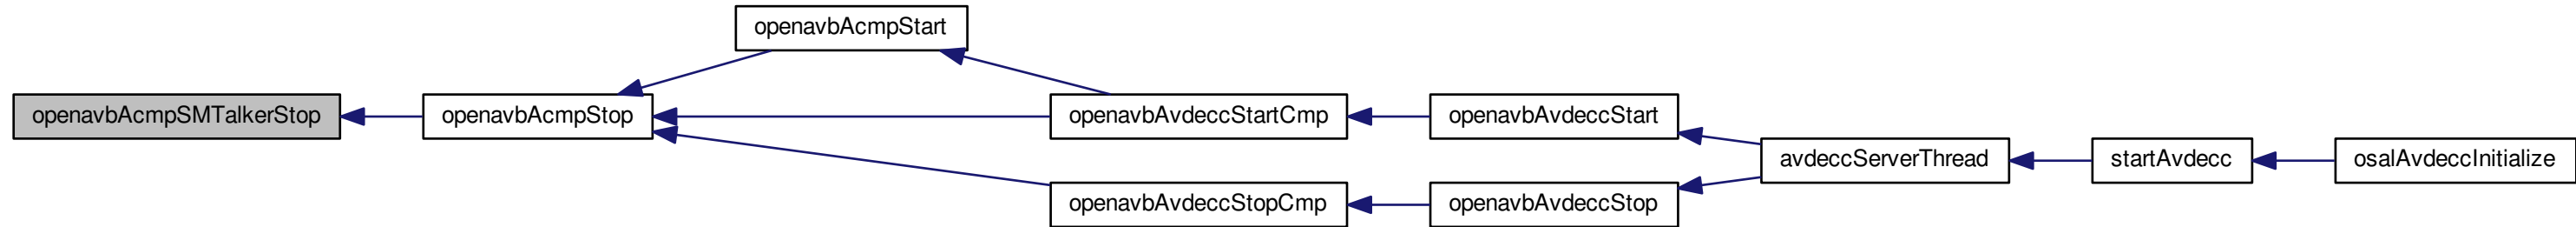 openavbAcmpStart
openavbAcmpSMTalkerStop
openavbAcmpStop
openavbAvdeccStartCmp
openavbAvdeccStart
avdeccServerThread
startAvdecc
osalAvdeccInitialize
openavbAvdeccStopCmp
openavbAvdeccStop